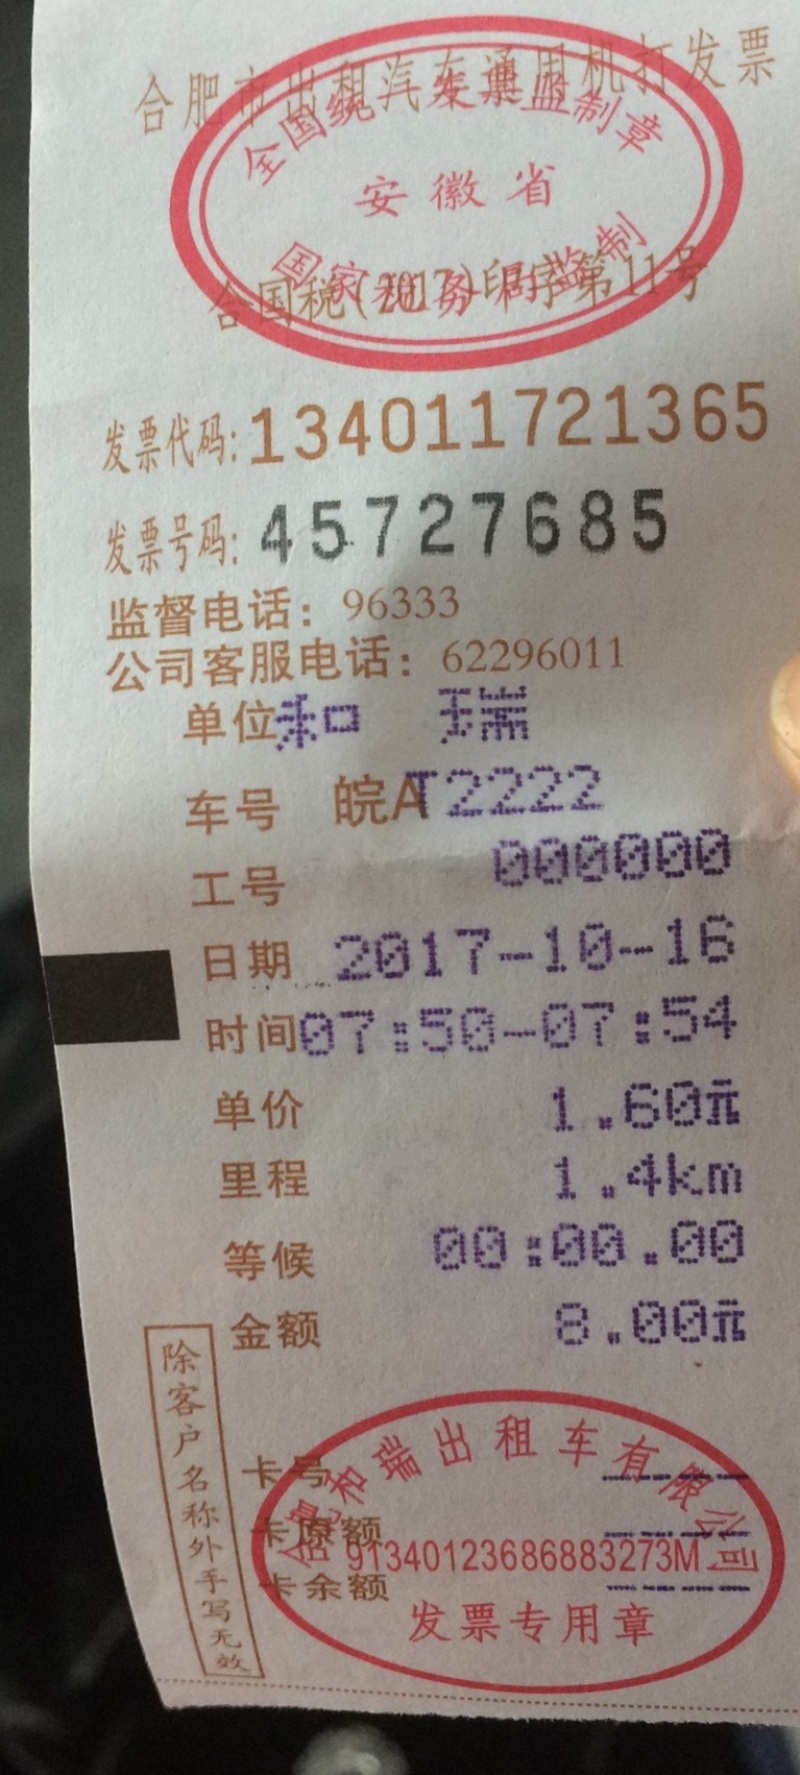 合肥市出租汽车通用机打发票
全国统一发票监制章
安徽省
国家税务局监制
合国税(2017)印字第11号
发票代码:134011721365
发票号码:45727685
监督电话：96333
公司客服电话：62296011
单位和 瑞
车号 皖AT2222
工号 000000
日期 2017-10-16
时间07:50-07:54
单价 1.60元
里程 1.4km
等候 00:00.00
金额 8.00元
除客户名称外手写无效
卡号
卡原额
卡余额
合肥和瑞出租车有限公司
91340123686883273M
发票专用章